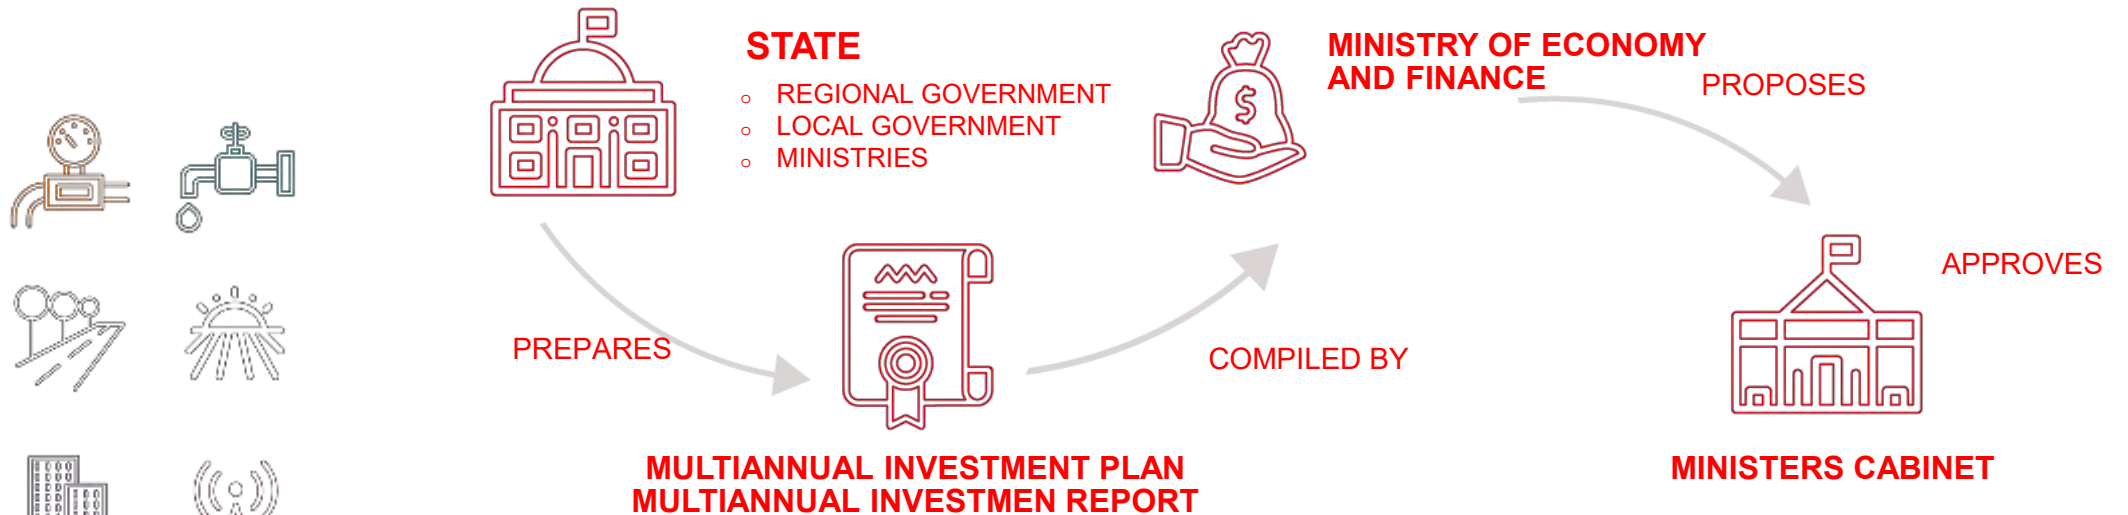 STATE
REGIONAL GOVERNMENT
LOCAL GOVERNMENT
MINISTRIES
MINISTRY OF ECONOMY
AND FINANCE
PROPOSES
$
APPROVES
PREPARES
COMPILED BY
MULTIANNUAL INVESTMENT PLAN
MULTIANNUAL INVESTMEN REPORT
MINISTERS CABINET